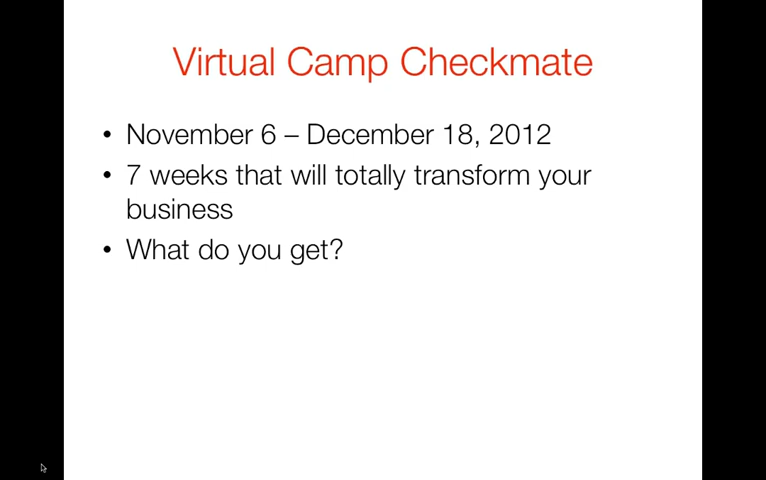 Virtual Camp Checkmate
• November 6 – December 18, 2012
• 7 weeks that will totally transform your
business
• What do you get?